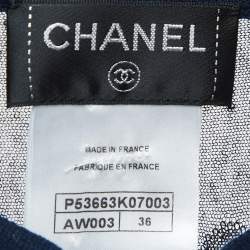 CHANEL
MADE IN FRANCE
FABRIQUE EN FRANCE
P53663K07003
AW003 36